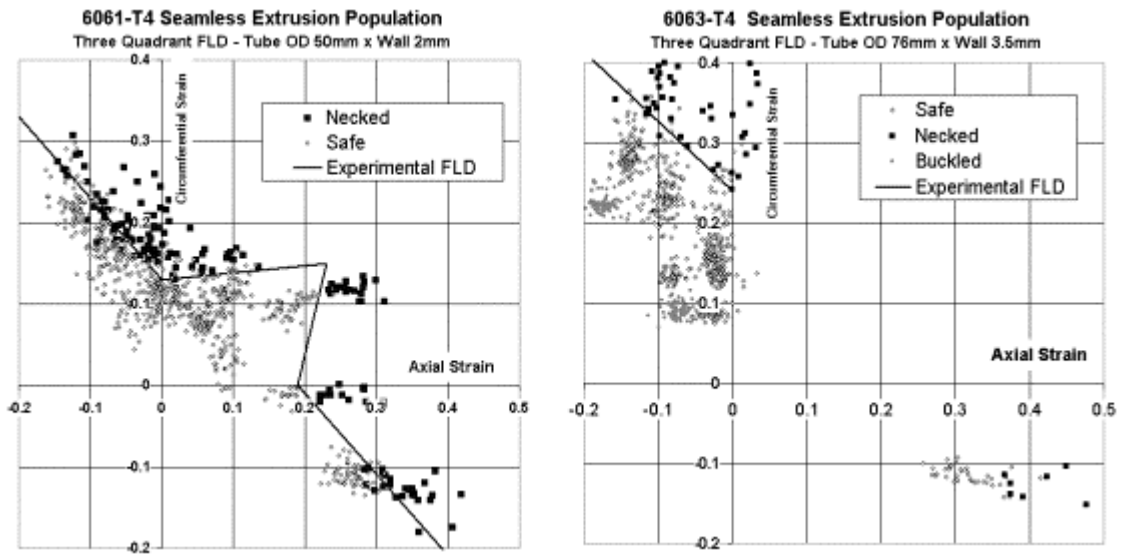 6061-T4 Seamless Extrusion Population
Three Quadrant FLD - Tube OD 50mm x Wall 2mm
0.4
Circumferential Strain
Necked
Safe
Experimental FLD
0.3
0.2
0.1
Axial Strain
0
-0.2 -0.1 0 0.1 0.2 0.3 0.4 0.5
-0.1
-0.2
6063-T4 Seamless Extrusion Population
Three Quadrant FLD - Tube OD 76mm x Wall 3.5mm
0.4
Circumferential Strain
Safe
Necked
Buckled
Experimental FLD
0.3
0.2
0.1
Axial Strain
0
-0.2 -0.1 0 0.1 0.2 0.3 0.4 0.5
-0.1
-0.2